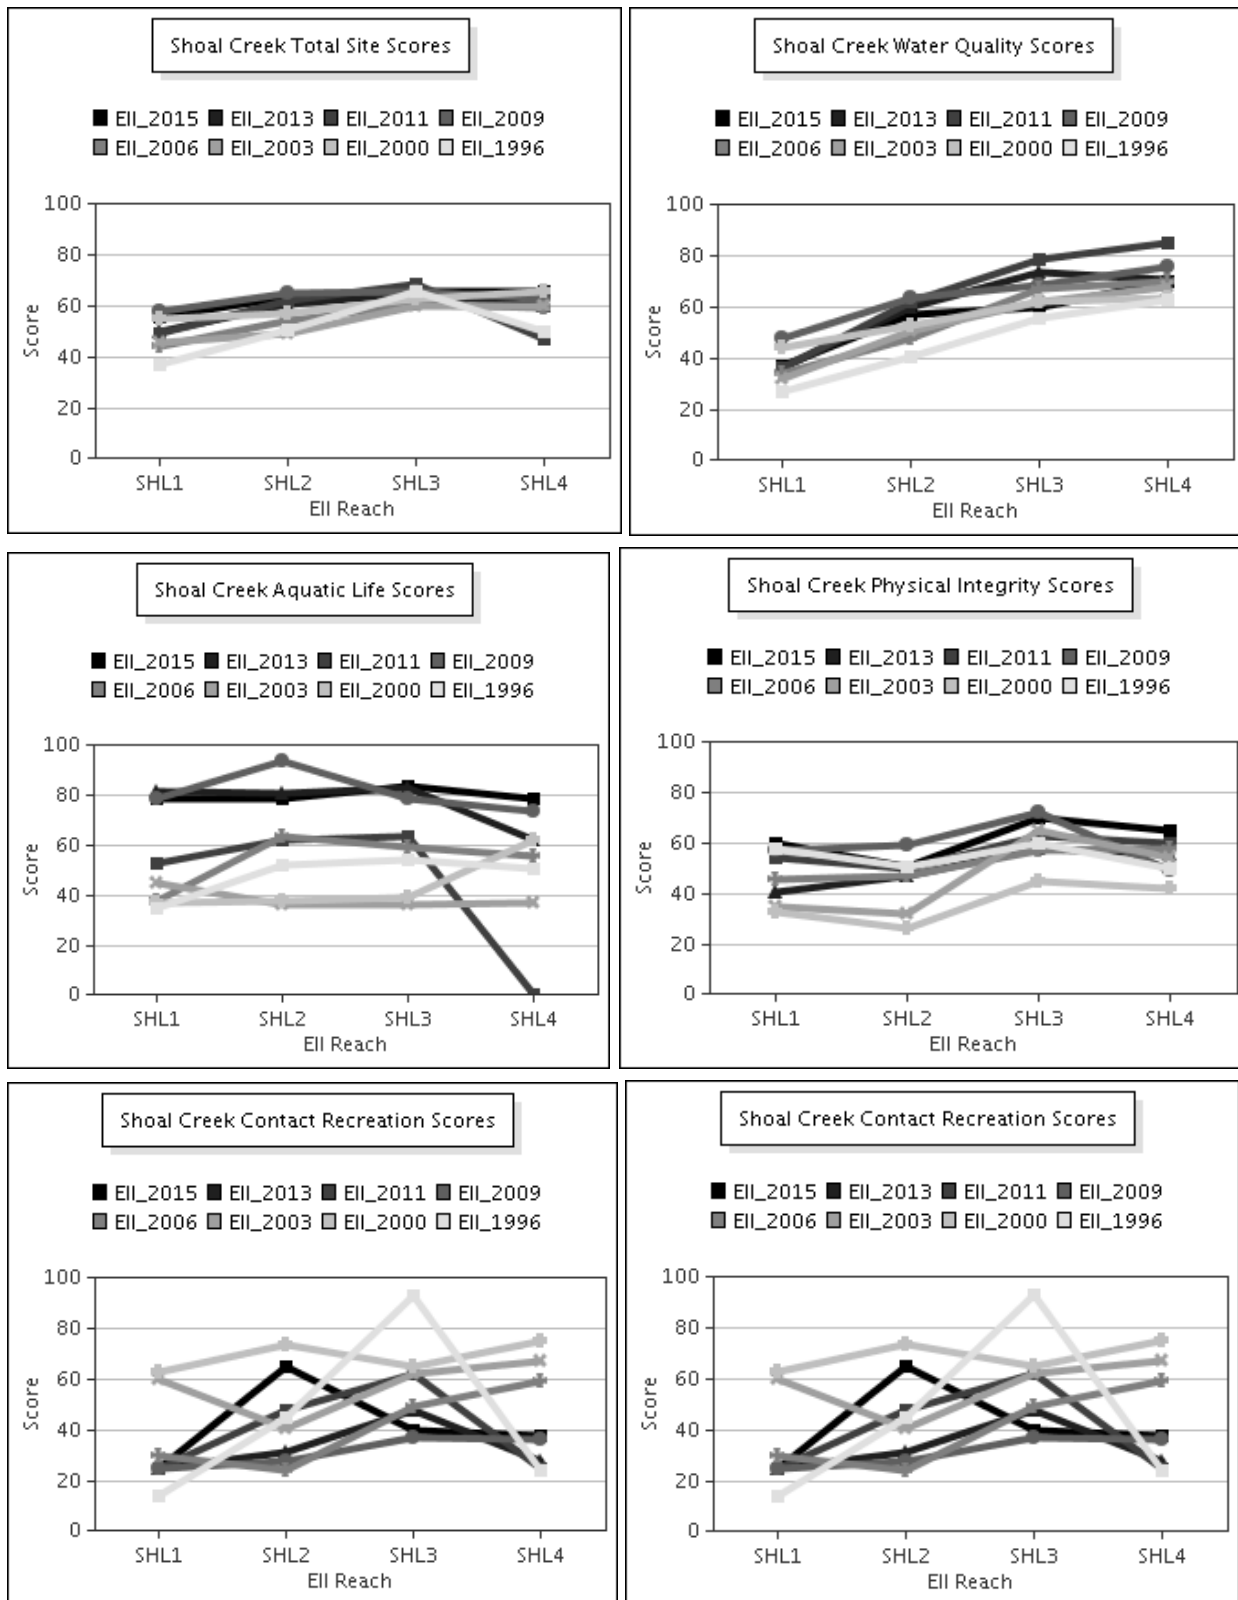 Shoal Creek Total Site Scores
EII_2015 EII_2013 EII_2011 EII_2009
EII_2006 EII_2003 EII_2000 EII_1996
100
80
60
40
20
0
Score
SHL1 SHL2 SHL3 SHL4
EII Reach
Shoal Creek Water Quality Scores
EII_2015 EII_2013 EII_2011 EII_2009
EII_2006 EII_2003 EII_2000 EII_1996
100
80
60
40
20
0
Score
SHL1 SHL2 SHL3 SHL4
EII Reach
Shoal Creek Aquatic Life Scores
EII_2015 EII_2013 EII_2011 EII_2009
EII_2006 EII_2003 EII_2000 EII_1996
100
80
60
40
20
0
Score
SHL1 SHL2 SHL3 SHL4
EII Reach
Shoal Creek Physical Integrity Scores
EII_2015 EII_2013 EII_2011 EII_2009
EII_2006 EII_2003 EII_2000 EII_1996
100
80
60
40
20
0
Score
SHL1 SHL2 SHL3 SHL4
EII Reach
Shoal Creek Contact Recreation Scores
EII_2015 EII_2013 EII_2011 EII_2009
EII_2006 EII_2003 EII_2000 EII_1996
100
80
60
40
20
0
Score
SHL1 SHL2 SHL3 SHL4
EII Reach
Shoal Creek Contact Recreation Scores
EII_2015 EII_2013 EII_2011 EII_2009
EII_2006 EII_2003 EII_2000 EII_1996
100
80
60
40
20
0
Score
SHL1 SHL2 SHL3 SHL4
EII Reach